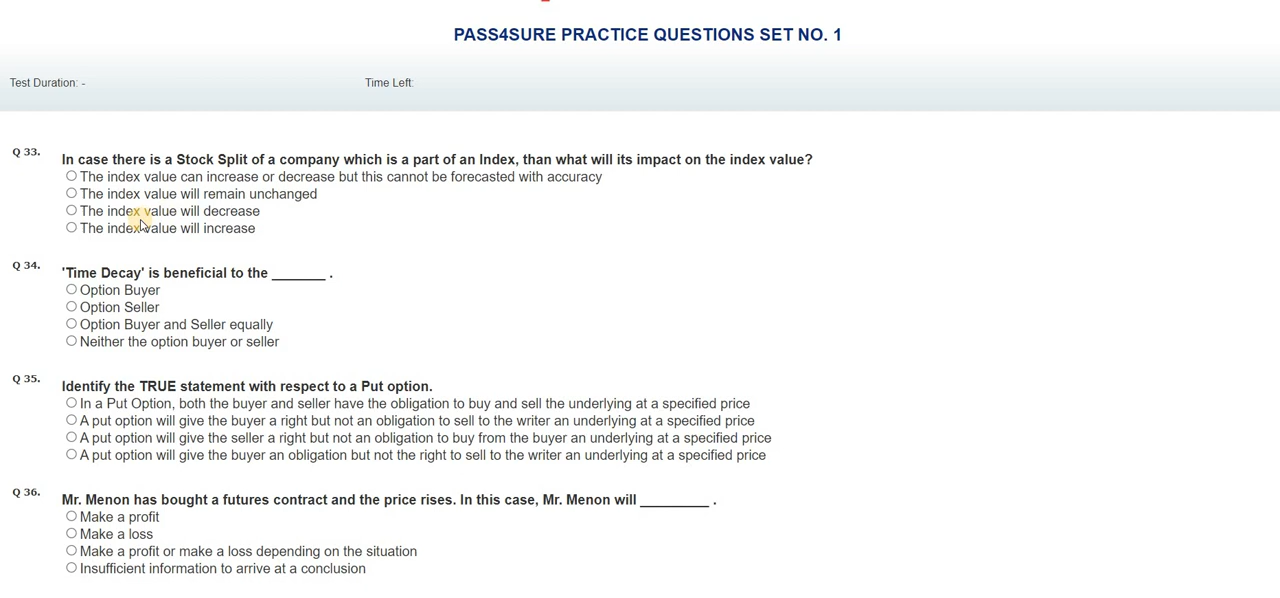 PASS4SURE PRACTICE QUESTIONS SET NO. 1
Test Duration: -
Time Left:
Q 33.
In case there is a Stock Split of a company which is a part of an Index, than what will its impact on the index value?
The index value can increase or decrease but this cannot be forecasted with accuracy
The index value will remain unchanged
The index value will decrease
The index value will increase
Q 34.
'Time Decay' is beneficial to the _______ .
Option Buyer
Option Seller
Option Buyer and Seller equally
Neither the option buyer or seller
Q 35.
Identify the TRUE statement with respect to a Put option.
In a Put Option, both the buyer and seller have the obligation to buy and sell the underlying at a specified price
A put option will give the buyer a right but not an obligation to sell to the writer an underlying at a specified price
A put option will give the seller a right but not an obligation to buy from the buyer an underlying at a specified price
A put option will give the buyer an obligation but not the right to sell to the writer an underlying at a specified price
Q 36.
Mr. Menon has bought a futures contract and the price rises. In this case, Mr. Menon will _________ .
Make a profit
Make a loss
Make a profit or make a loss depending on the situation
Insufficient information to arrive at a conclusion